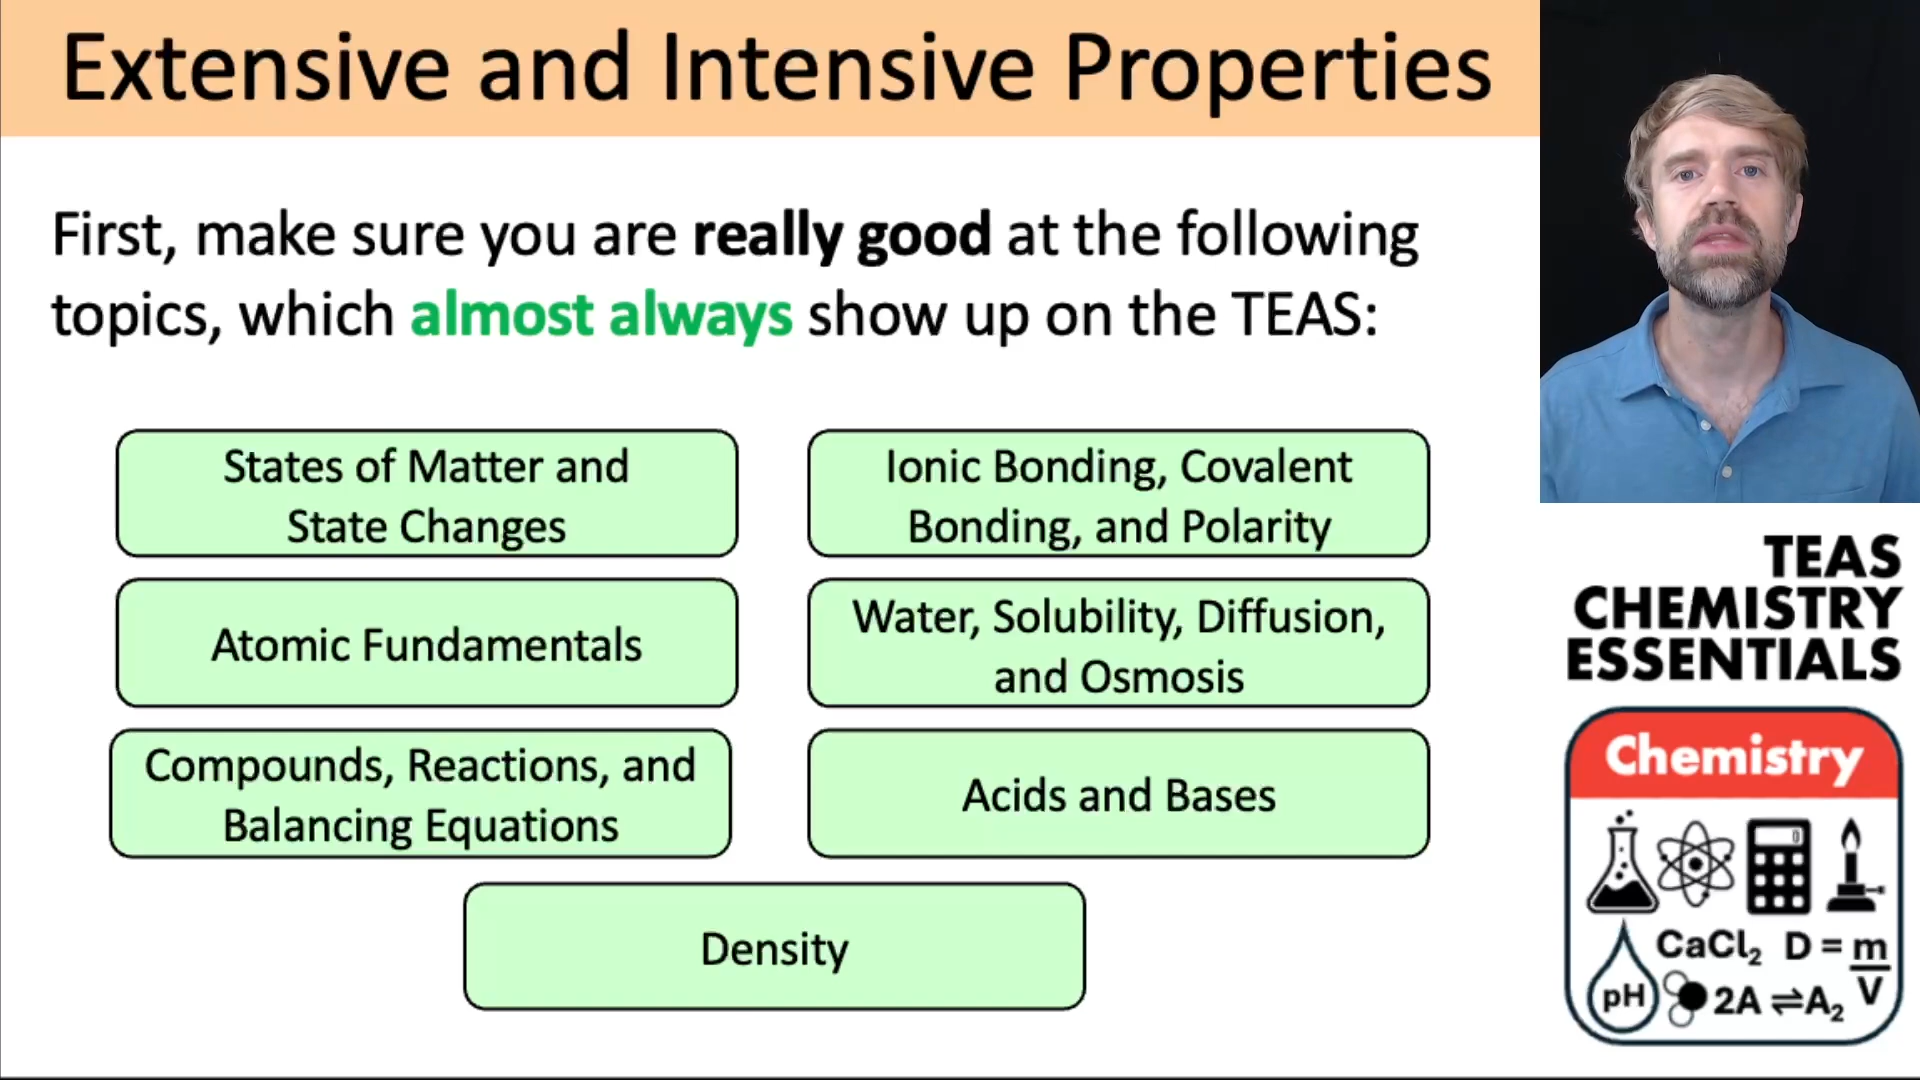 Extensive and Intensive Properties
First, make sure you are really good at the following
topics, which almost always show up on the TEAS:
States of Matter and
State Changes
Ionic Bonding, Covalent
Bonding, and Polarity
Atomic Fundamentals
Water, Solubility, Diffusion,
and Osmosis
Compounds, Reactions, and
Balancing Equations
Acids and Bases
Density
TEAS
CHEMISTRY
ESSENTIALS
Chemistry
0
CaCl₂ D = m/V
pH 2A ⇌ A₂